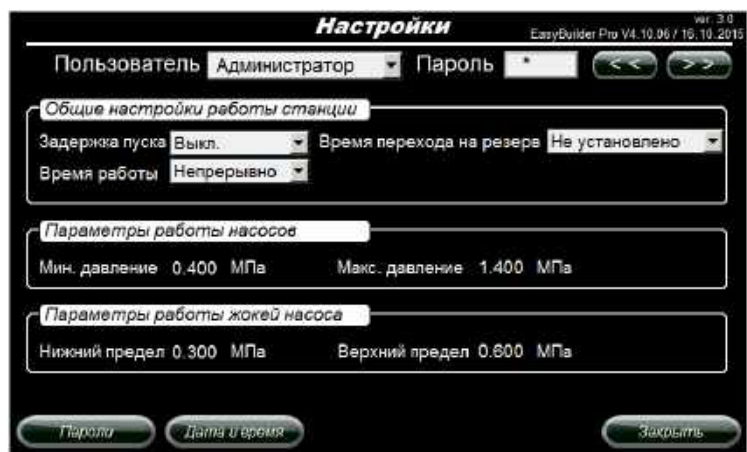 Настройки
ver. 3.0
EasyBuilder Pro V4.10.06 / 16.10.2015
Пользователь Администратор Пароль * << >>
Общие настройки работы станции
Задержка пуска Выкл. Время перехода на резерв Не установлено
Время работы Непрерывно
Параметры работы насосов
Мин. давление 0.400 МПа Макс. давление 1.400 МПа
Параметры работы жокей насоса
Нижний предел 0.300 МПа Верхний предел 0.600 МПа
Пароли Дата и время Закрыть